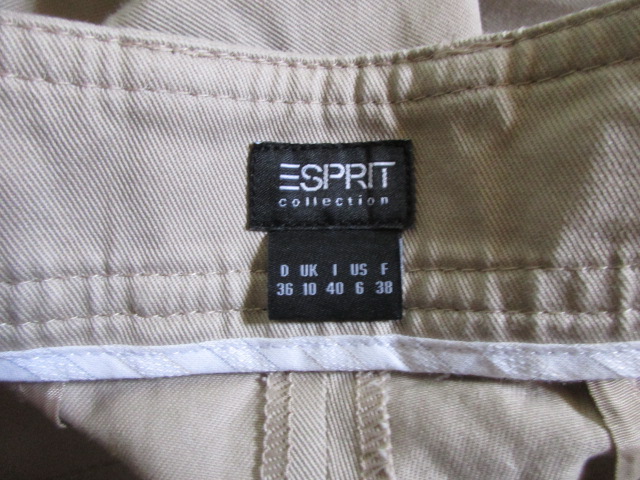 ESPRIT
collection
D UK I US F
36 10 40 6 38